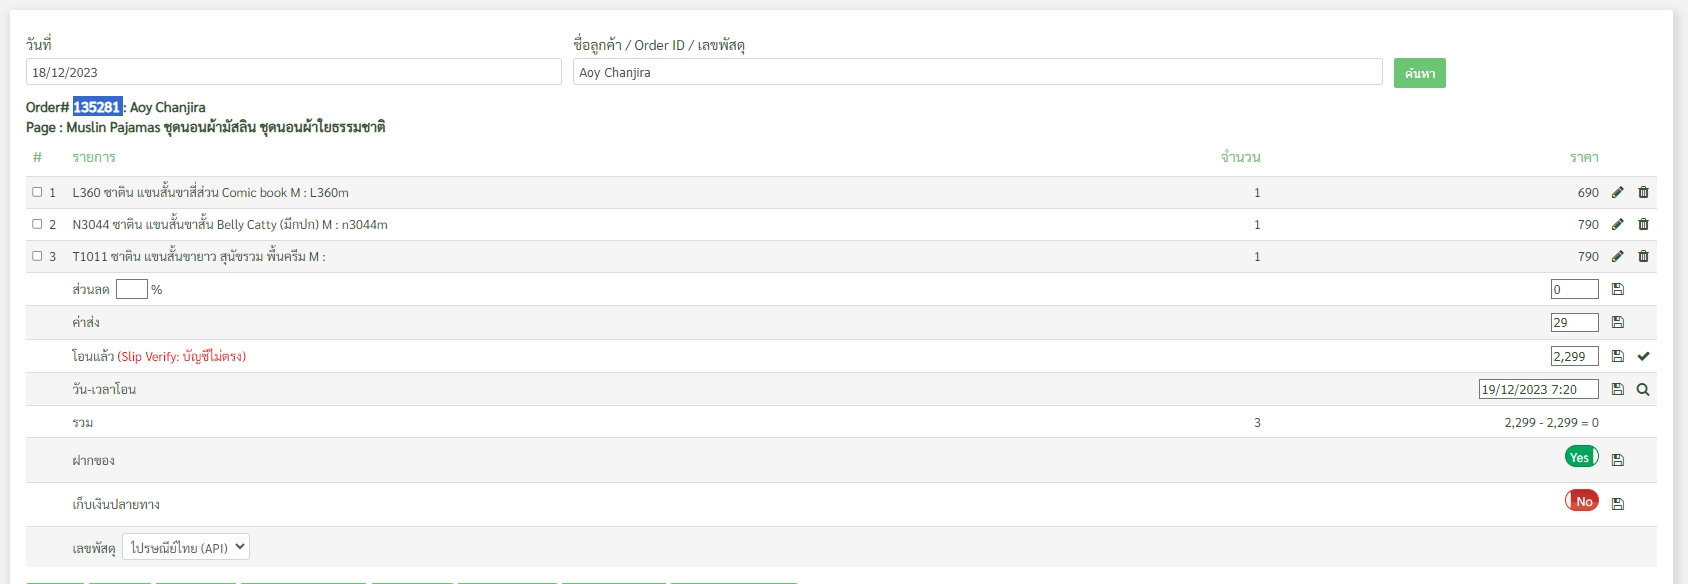 วันที่ ชื่อลูกค้า / Order ID / เลขพัสดุ
18/12/2023 Aoy Chanjira ค้นหา
Order# 135281 : Aoy Chanjira
Page : Muslin Pajamas ชุดนอนผ้ามัสลิน ชุดนอนผ้าใยธรรมชาติ
# รายการ จำนวน ราคา
1 L360 ซาติน แขนสั้นขาสี่ส่วน Comic book M : L360m 1 690
2 N3044 ซาติน แขนสั้นขาสั้น Belly Catty (มีกปก) M : n3044m 1 790
3 T1011 ซาติน แขนสั้นขายาว สุนัขรวม พื้นครีม M : 1 790
ส่วนลด % 0
ค่าส่ง 29
โอนแล้ว (Slip Verify: บัญชีไม่ตรง) 2,299
วัน-เวลาโอน 19/12/2023 7:20
รวม 3 2,299 - 2,299 = 0
ฝากของ Yes
เก็บเงินปลายทาง No
เลขพัสดุ ไปรษณีย์ไทย (API)